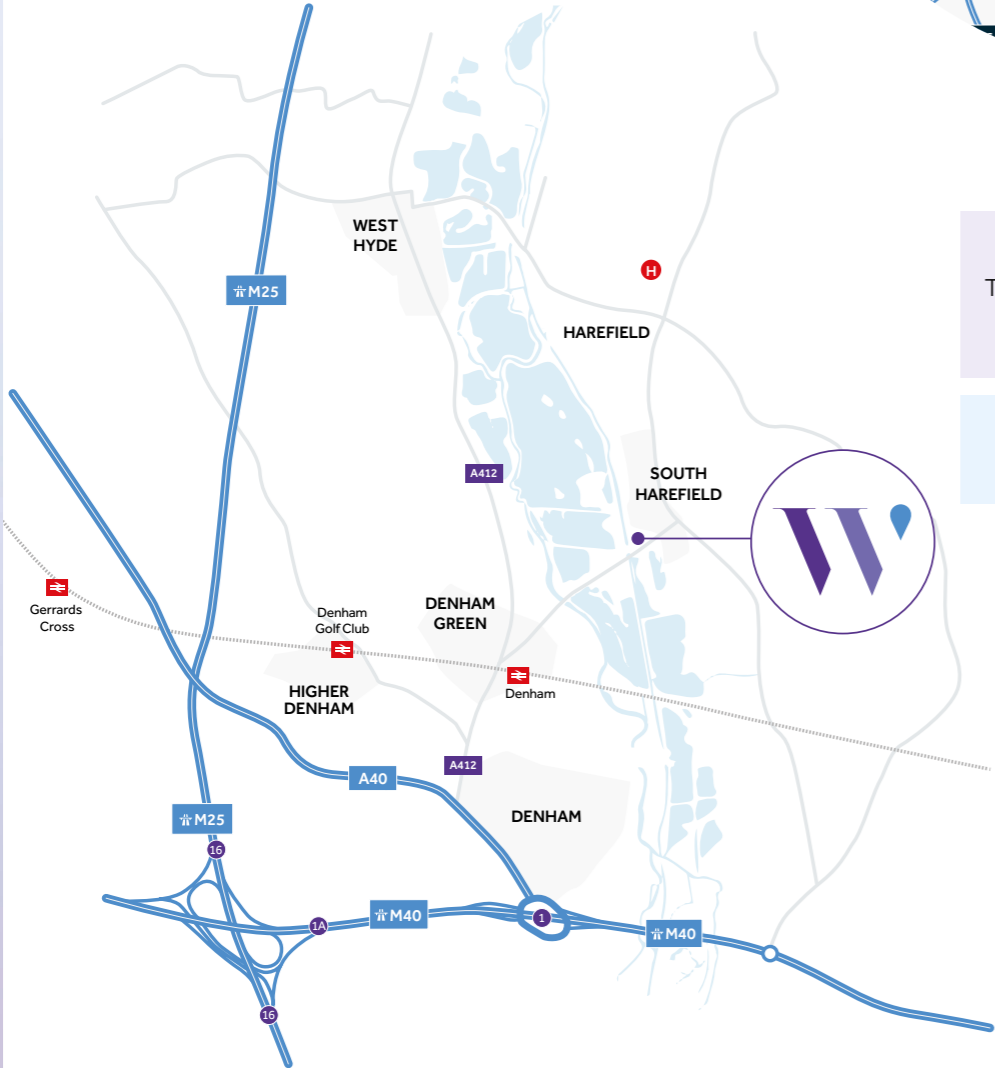 WEST
HYDE
M25
H
HAREFIELD
T
A412
SOUTH
HAREFIELD
W
Gerrards
Cross
Denham
Golf Club
DENHAM
GREEN
HIGHER
DENHAM
Denham
A412
A40
M25
DENHAM
16
1A
M40
1
M40
16